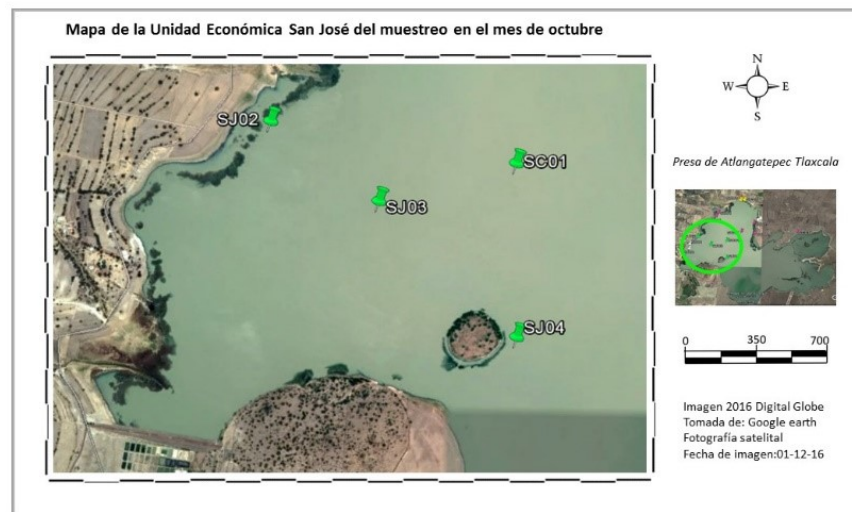 Mapa de la Unidad Económica San José del muestreo en el mes de octubre
N
W E
S
SJ02
SC01
SJ03
SJ04
Presa de Atlangatepec Tlaxcala
0 350 700
Imagen 2016 Digital Globe
Tomada de: Google earth
Fotografía satelital
Fecha de imagen:01-12-16